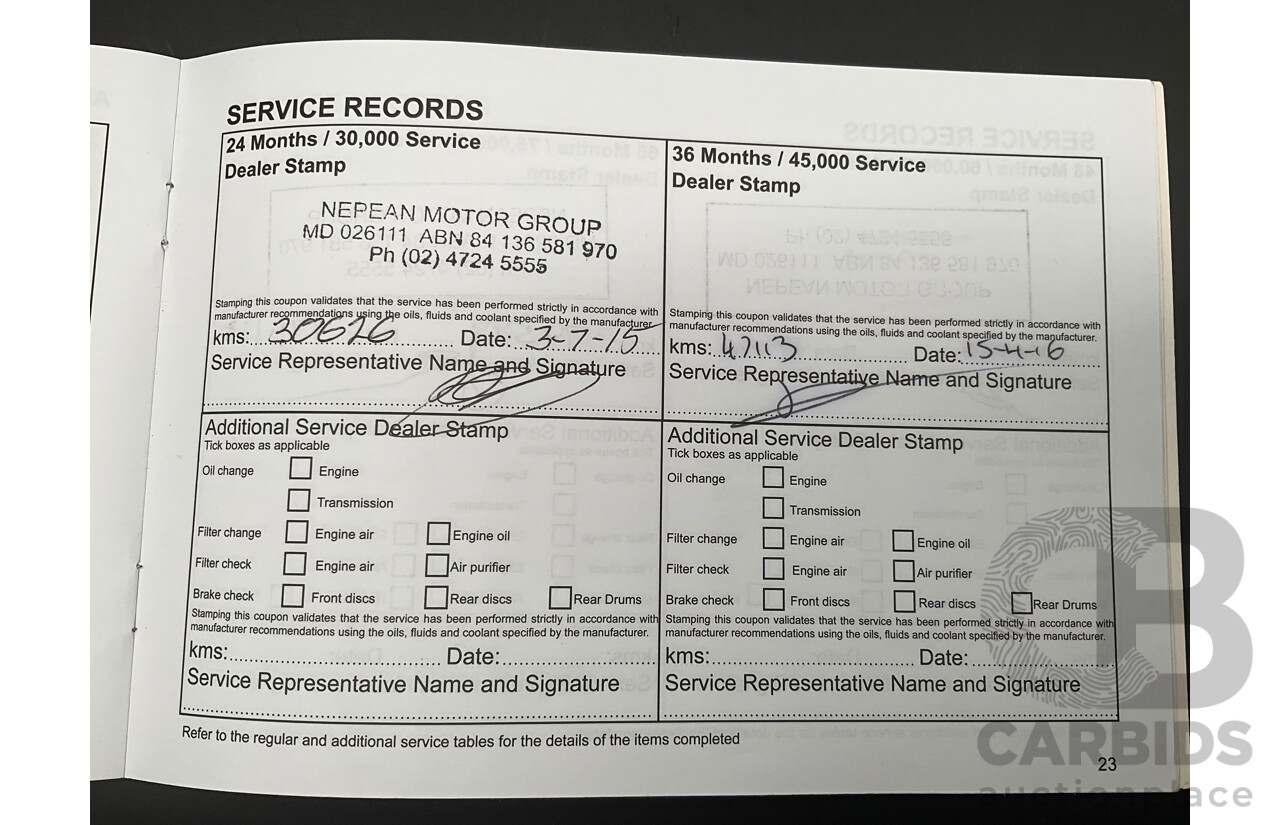 SERVICE RECORDS
24 Months / 30,000 Service
Dealer Stamp
NEPEAN MOTOR GROUP
MD 026111 ABN 84 136 581 970
Ph (02) 4724 5555
Stamping this coupon validates that the service has been performed strictly in accordance with
manufacturer recommendations using the oils, fluids and coolant specified by the manufacturer.
kms: 30626 Date: 3-7-15
Service Representative Name and Signature
Additional Service Dealer Stamp
Tick boxes as applicable
Oil change Engine
Transmission
Filter change Engine air Engine oil
Filter check Engine air Air purifier
Brake check Front discs Rear discs Rear Drums
Stamping this coupon validates that the service has been performed strictly in accordance with
manufacturer recommendations using the oils, fluids and coolant specified by the manufacturer.
kms: Date:
Service Representative Name and Signature
36 Months / 45,000 Service
Dealer Stamp
Stamping this coupon validates that the service has been performed strictly in accordance with
manufacturer recommendations using the oils, fluids and coolant specified by the manufacturer.
kms: 47113 Date: 15-4-16
Service Representative Name and Signature
Additional Service Dealer Stamp
Tick boxes as applicable
Oil change Engine
Transmission
Filter change Engine air Engine oil
Filter check Engine air Air purifier
Brake check Front discs Rear discs Rear Drums
Stamping this coupon validates that the service has been performed strictly in accordance with
manufacturer recommendations using the oils, fluids and coolant specified by the manufacturer.
kms: Date:
Service Representative Name and Signature
Refer to the regular and additional service tables for the details of the items completed
23
CARBIDS
auctionplace